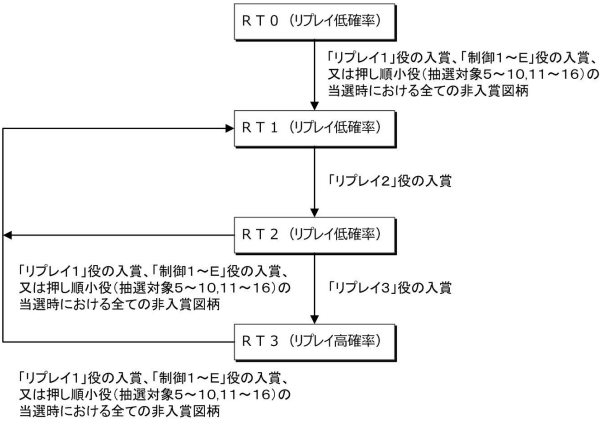 RT0（リプレイ低確率）
「リプレイ1」役の入賞、「制御1～E」役の入賞、
又は押し順小役（抽選対象5～10,11～16）の
当選時における全ての非入賞図柄
RT1（リプレイ低確率）
「リプレイ2」役の入賞
RT2（リプレイ低確率）
「リプレイ1」役の入賞、「制御1～E」役の入賞、
又は押し順小役（抽選対象5～10,11～16）の
当選時における全ての非入賞図柄
「リプレイ3」役の入賞
RT3（リプレイ高確率）
「リプレイ1」役の入賞、「制御1～E」役の入賞、
又は押し順小役（抽選対象5～10,11～16）の
当選時における全ての非入賞図柄